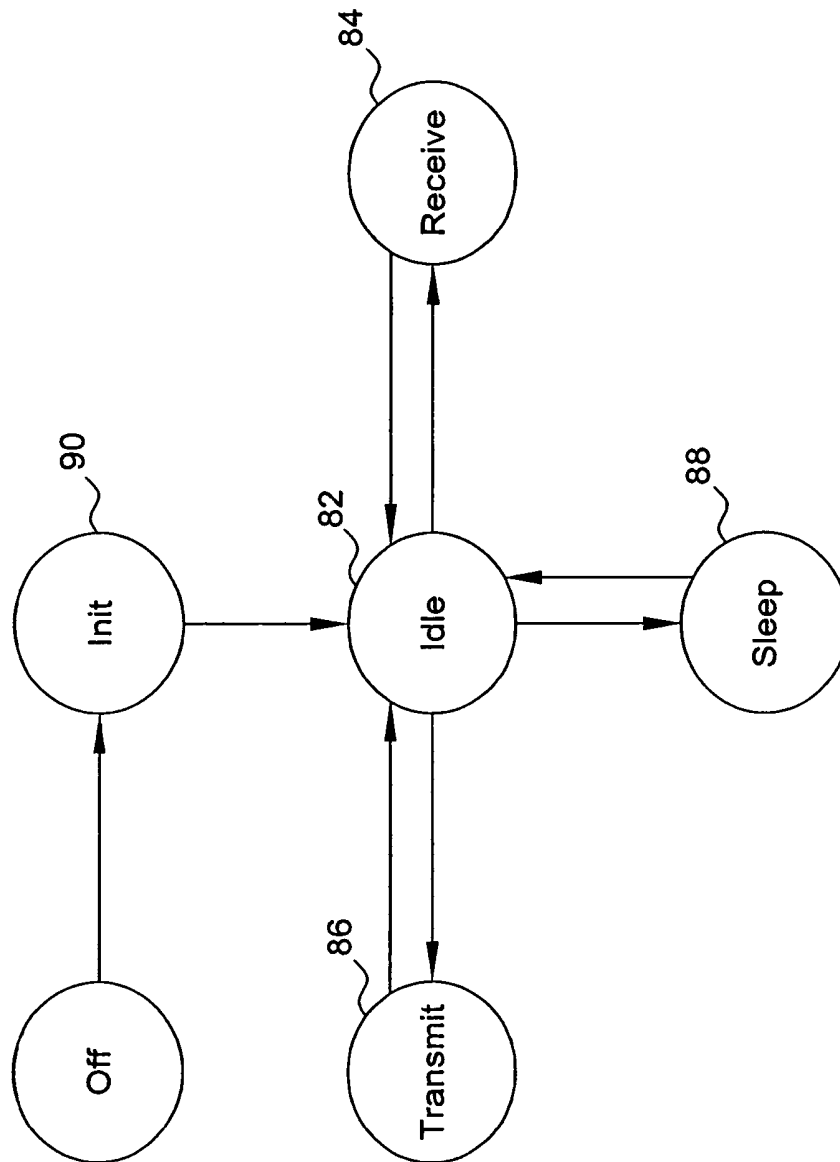 Off
Init
90
Transmit
86
Idle
82
Receive
84
Sleep
88